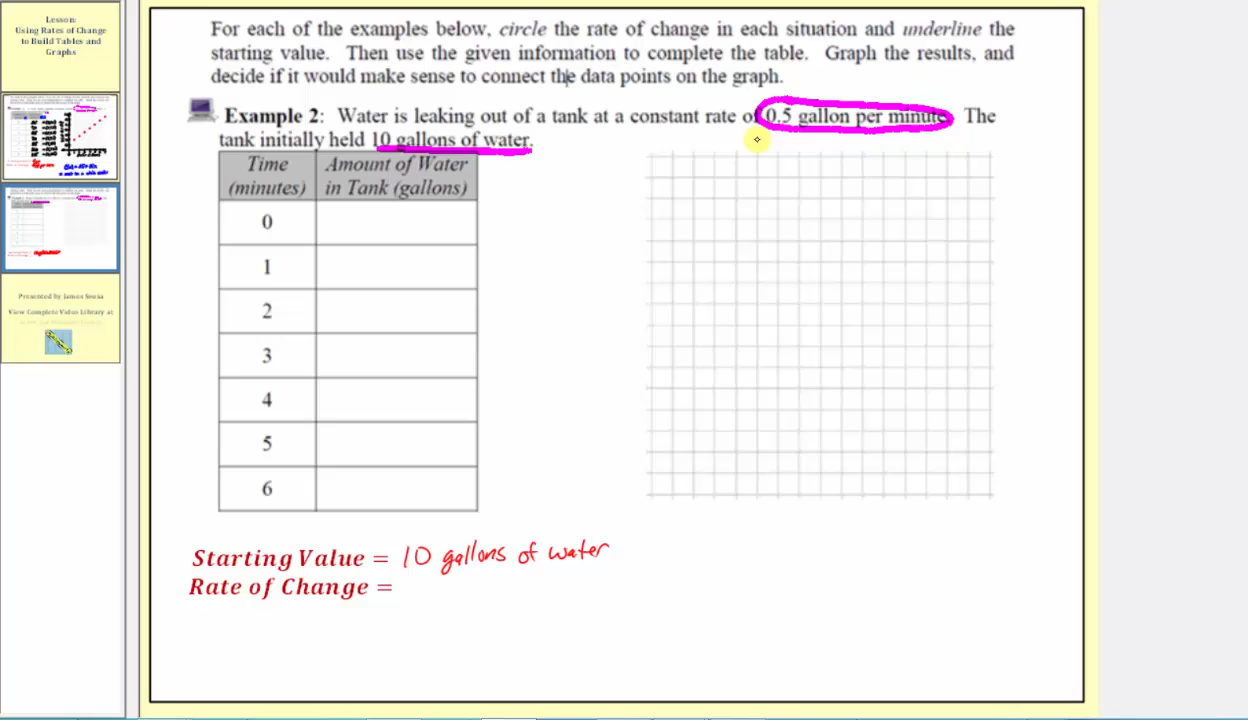 Lesson:
Using Rates of Change
to Build Tables and
Graphs
Presented by James Sousa
View Complete Video Library at
For each of the examples below, circle the rate of change in each situation and underline the
starting value. Then use the given information to complete the table. Graph the results, and
decide if it would make sense to connect the data points on the graph.
Example 2: Water is leaking out of a tank at a constant rate of 0.5 gallon per minute. The
tank initially held 10 gallons of water.
Time Amount of Water
(minutes) in Tank (gallons)
0
1
2
3
4
5
6
Starting Value = 10 gallons of water
Rate of Change =